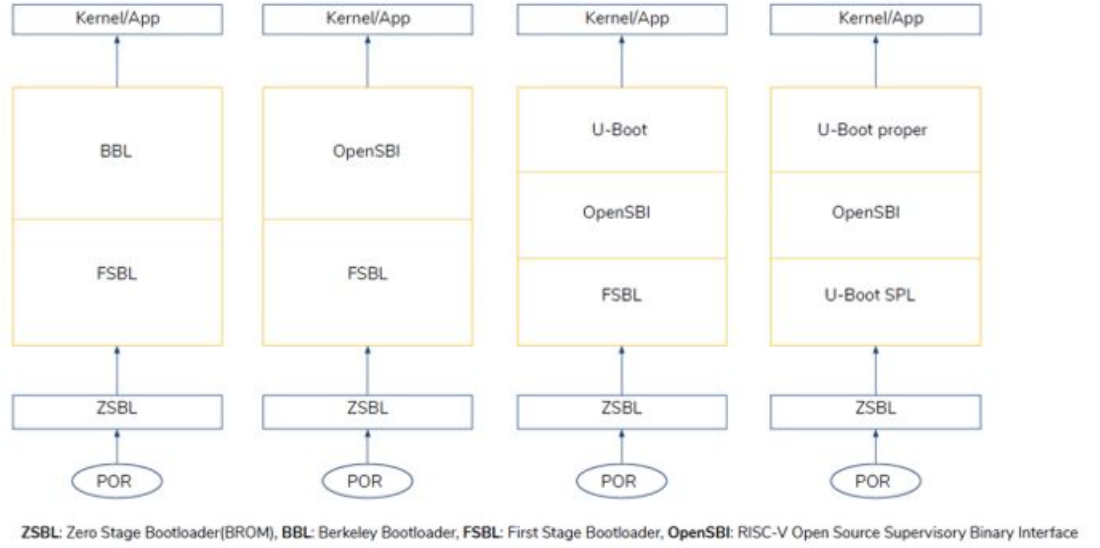 Kernel/App Kernel/App Kernel/App Kernel/App
U-Boot U-Boot proper
BBL OpenSBI
OpenSBI OpenSBI
FSBL FSBL
FSBL U-Boot SPL
ZSBL ZSBL ZSBL ZSBL
POR POR POR POR
ZSBL: Zero Stage Bootloader(BROM), BBL: Berkeley Bootloader, FSBL: First Stage Bootloader, OpenSBI: RISC-V Open Source Supervisory Binary Interface